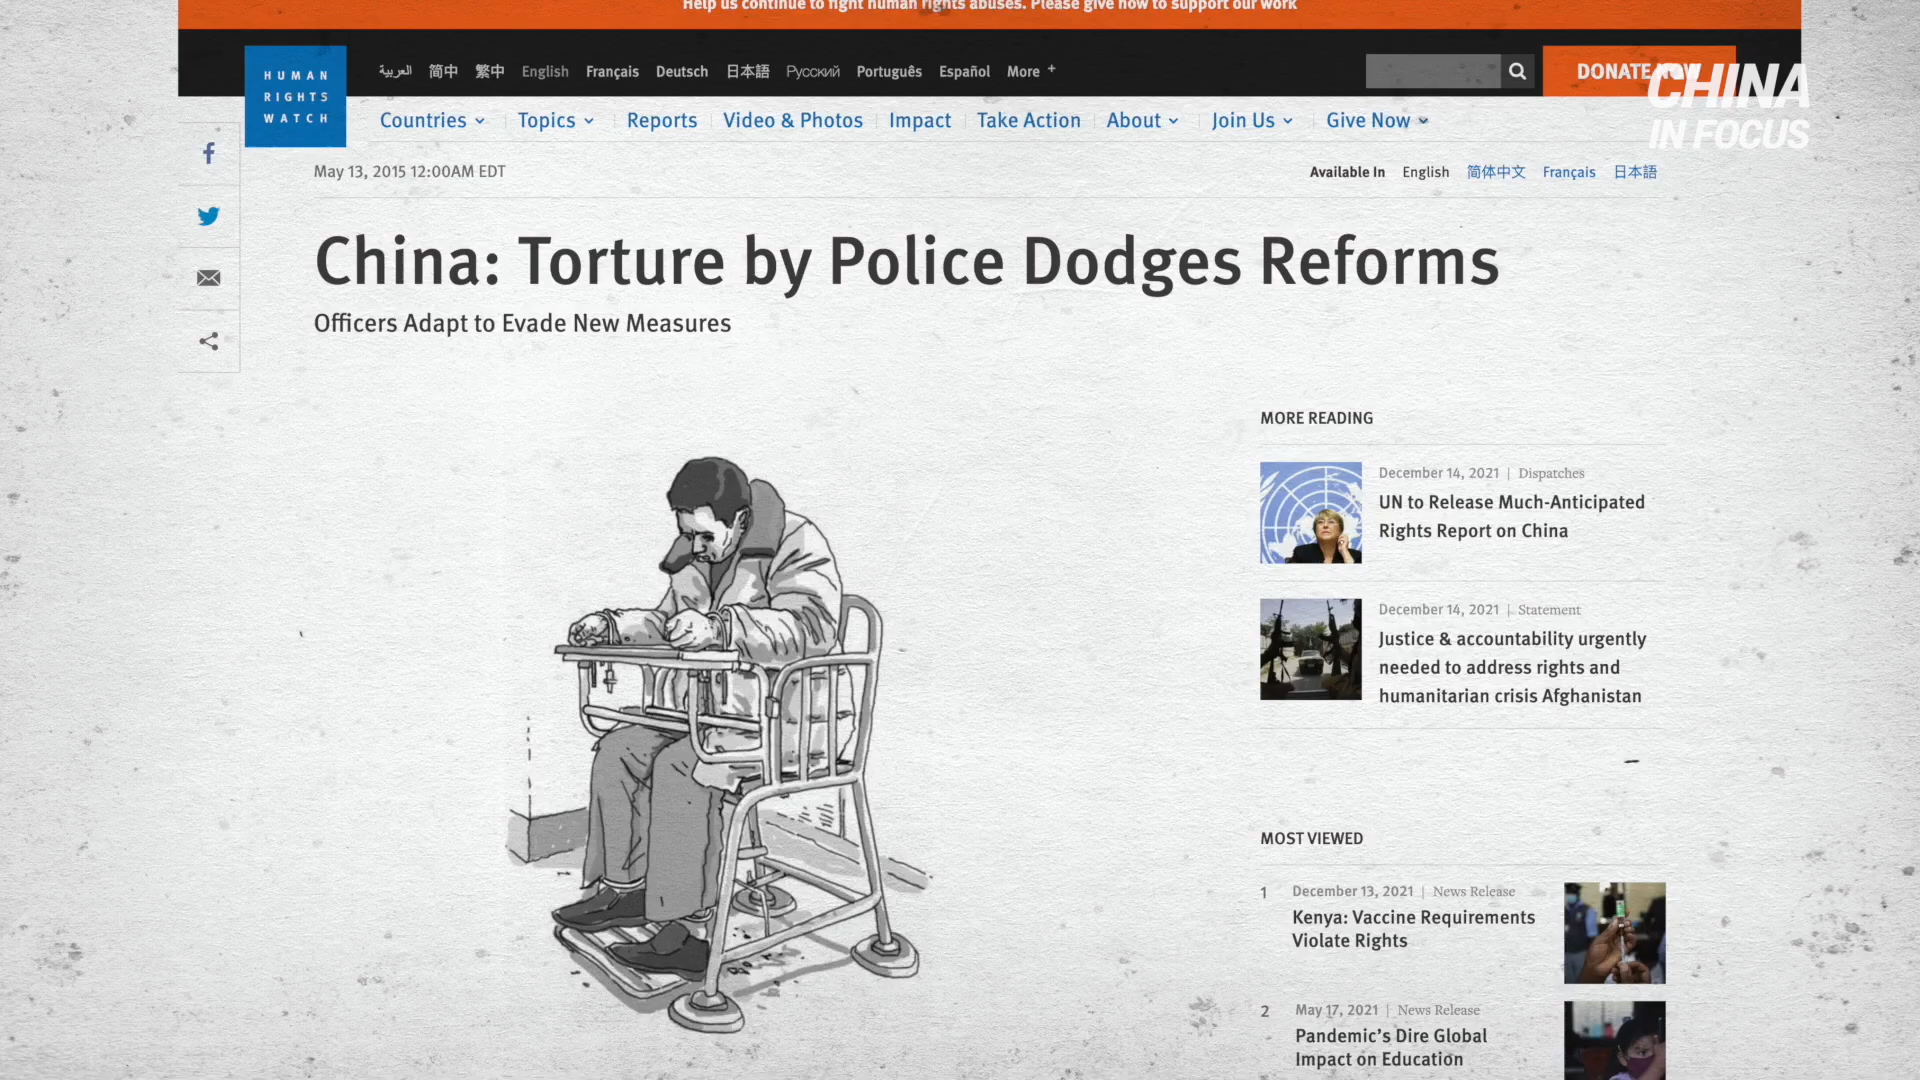 Help us continue to fight human rights abuses. Please give now to support our work
HUMAN
RIGHTS
WATCH
العربية 简中 繁中 English Français Deutsch 日本語 Русский Português Español More +
DONATE NOW
CHINA
IN FOCUS
Countries Topics Reports Video & Photos Impact Take Action About Join Us Give Now
May 13, 2015 12:00AM EDT
Available In English 简体中文 Français 日本語
China: Torture by Police Dodges Reforms
Officers Adapt to Evade New Measures
MORE READING
December 14, 2021 | Dispatches
UN to Release Much-Anticipated
Rights Report on China
December 14, 2021 | Statement
Justice & accountability urgently
needed to address rights and
humanitarian crisis Afghanistan
MOST VIEWED
1 December 13, 2021 | News Release
Kenya: Vaccine Requirements
Violate Rights
2 May 17, 2021 | News Release
Pandemic’s Dire Global
Impact on Education